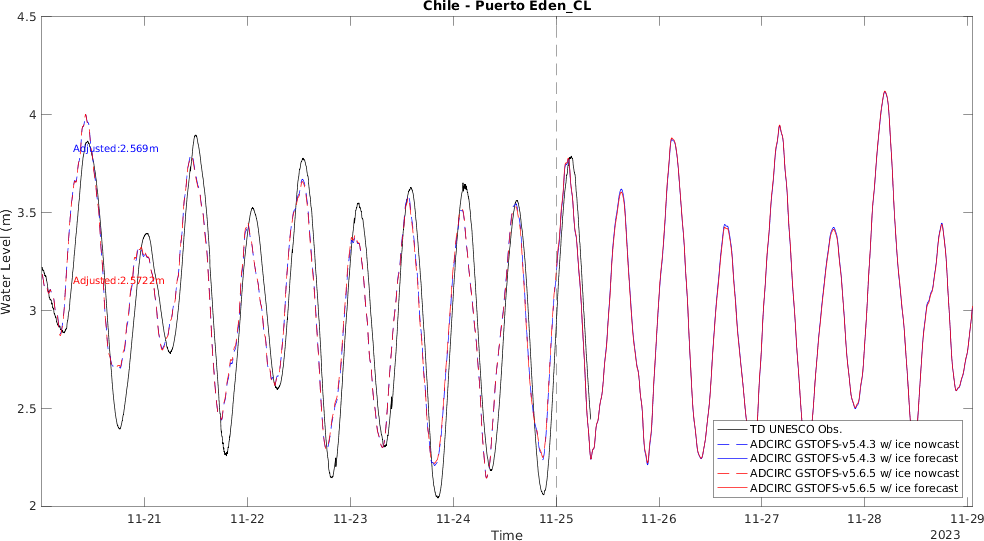 Chile - Puerto Eden_CL
4.5
4
3.5
3
2.5
2
Water Level (m)
Adjusted:2.569m
Adjusted:2.5722m
TD UNESCO Obs.
ADCIRC GSTOFS-v5.4.3 w/ ice nowcast
ADCIRC GSTOFS-v5.4.3 w/ ice forecast
ADCIRC GSTOFS-v5.6.5 w/ ice nowcast
ADCIRC GSTOFS-v5.6.5 w/ ice forecast
11-21 11-22 11-23 11-24 11-25 11-26 11-27 11-28 11-29
Time
2023